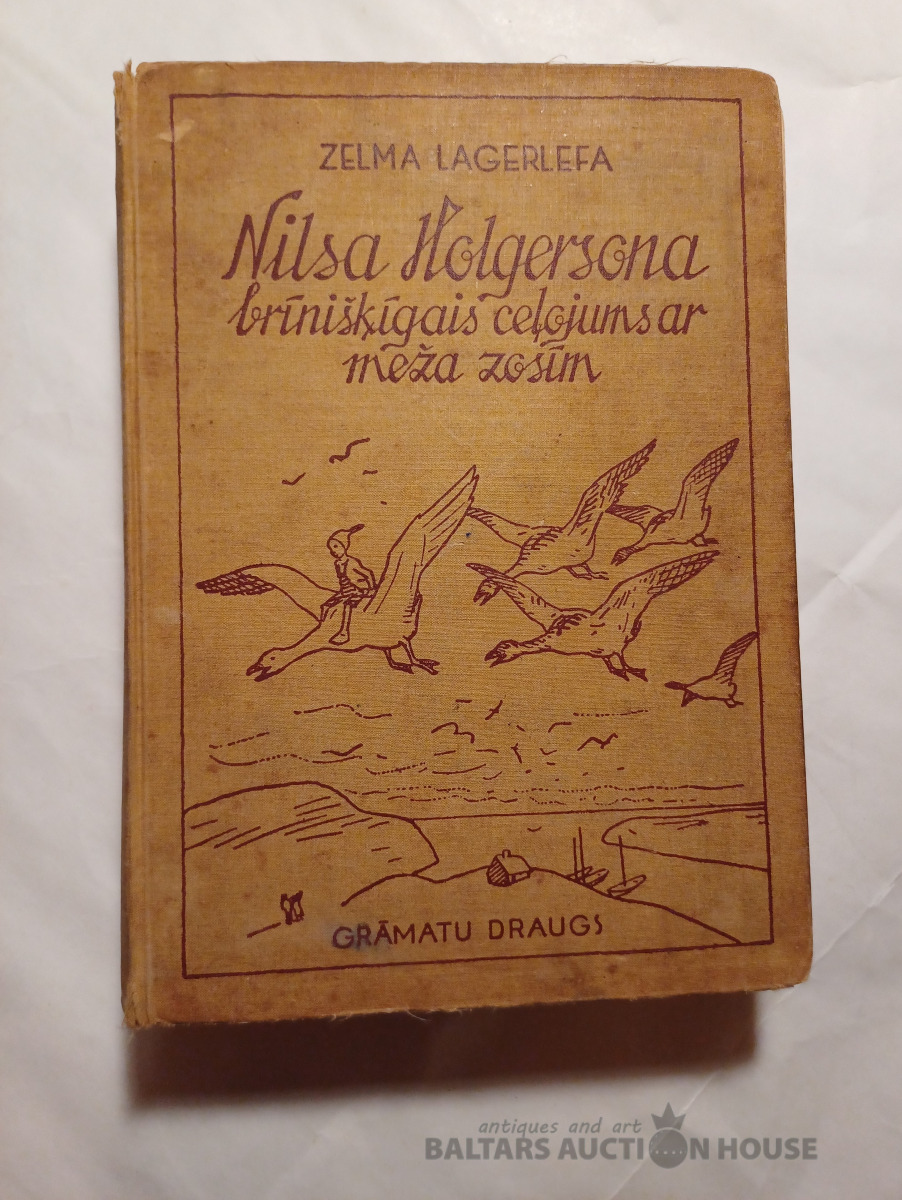 ZELMA LAGERLEFA
Nilsa Holgersona
brīnišķīgais ceļojums ar
meža zosīm
GRĀMATU DRAUGS
antiques and art
BALTARS AUCTION HOUSE